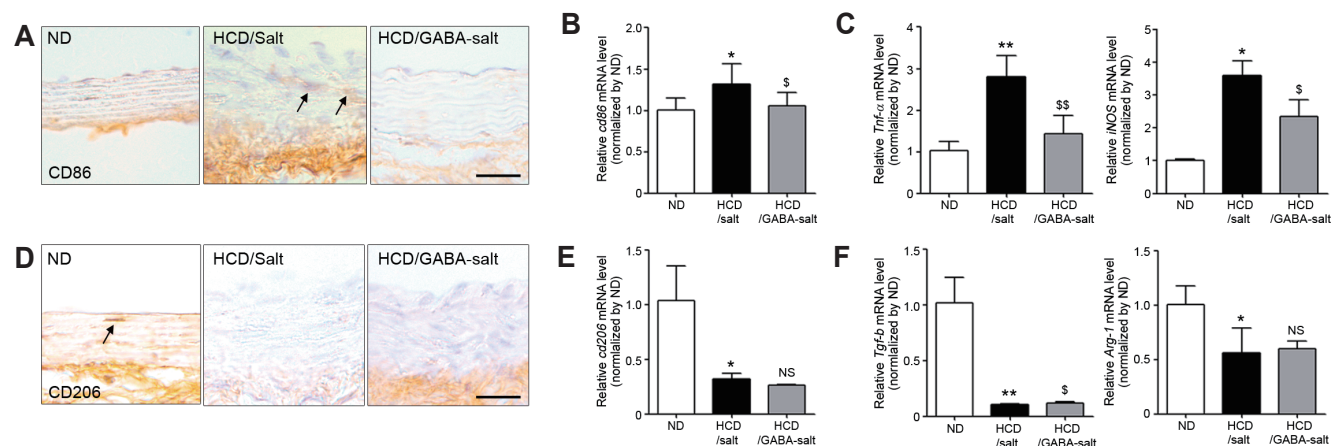 A
ND
HCD/Salt
HCD/GABA-salt
CD86
B
Relative cd86 mRNA level
(normlalized by ND)
2.0
1.5
1.0
0.5
0.0
*
$
ND
HCD
/salt
HCD
/GABA-salt
C
Relative Tnf-α mRNA level
(normlalized by ND)
4
3
2
1
0
**
$$
ND
HCD
/salt
HCD
/GABA-salt
Relative iNOS mRNA level
(normalized by ND)
5
4
3
2
1
0
*
$
ND
HCD
/salt
HCD
/GABA-salt
D
ND
HCD/Salt
HCD/GABA-salt
CD206
E
Relative cd206 mRNA level
(normalized by ND)
1.5
1.0
0.5
0.0
*
NS
ND
HCD
/salt
HCD
/GABA-salt
F
Relative Tgf-b mRNA level
(normalized by ND)
1.5
1.0
0.5
0.0
**
$
ND
HCD
/salt
HCD
/GABA-salt
Relative Arg-1 mRNA level
(normalized by ND)
1.5
1.0
0.5
0.0
*
NS
ND
HCD
/salt
HCD
/GABA-salt